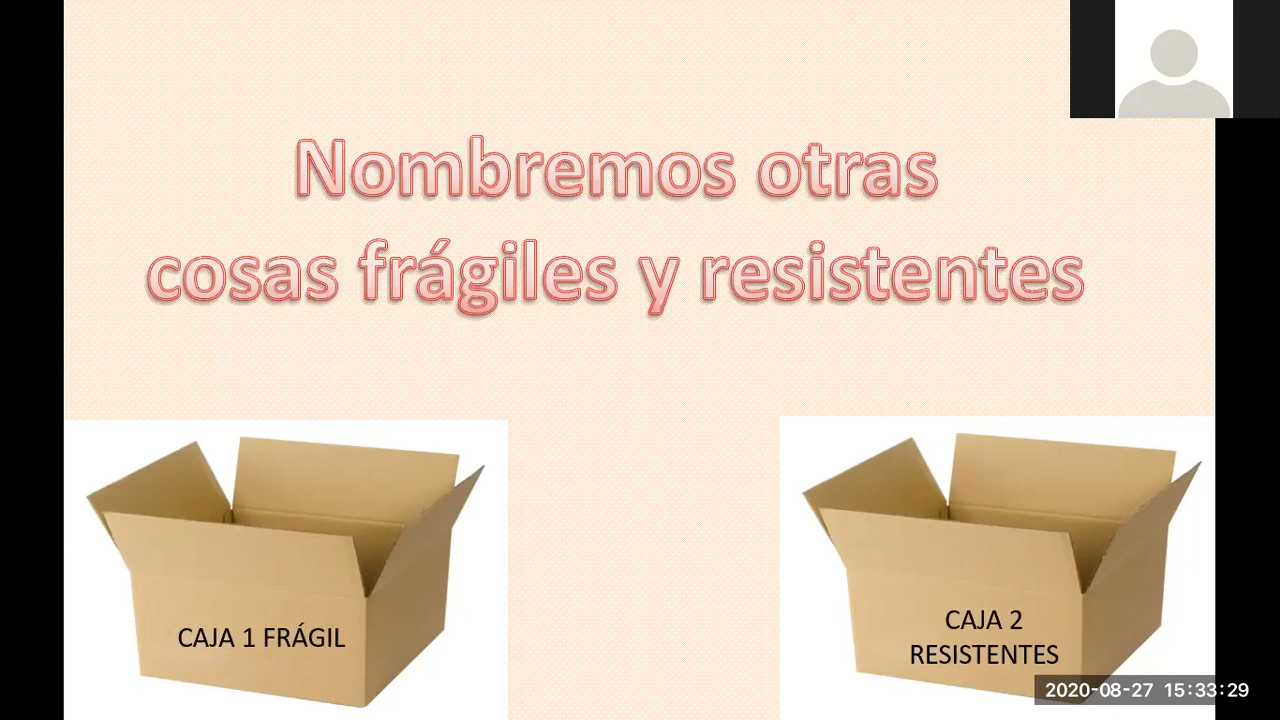 Nombremos otras
cosas frágiles y resistentes
CAJA 1 FRÁGIL
CAJA 2
RESISTENTES
2020-08-27 15:33:29